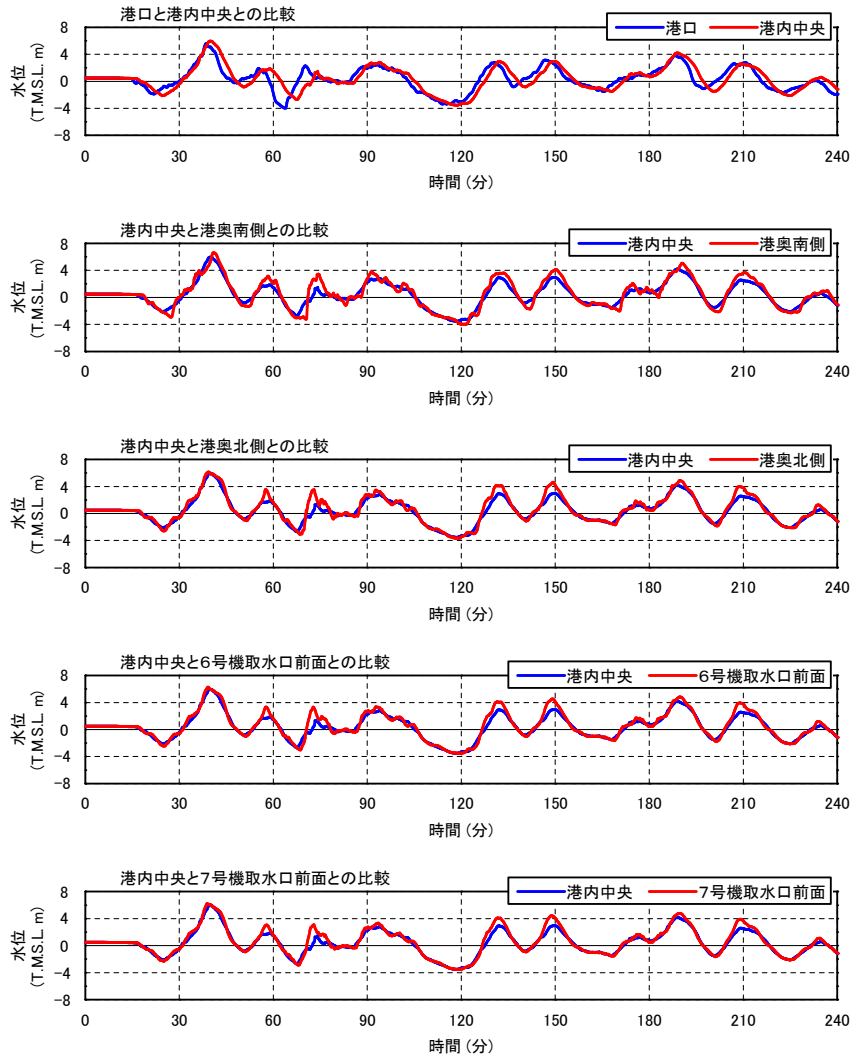 港口と港内中央との比較
港口 港内中央
水位
(T.M.S.L. m)
8
4
0
−4
−8
0 30 60 90 120 150 180 210 240
時間(分)
港内中央と港奥南側との比較
港内中央 港奥南側
水位
(T.M.S.L. m)
8
4
0
−4
−8
0 30 60 90 120 150 180 210 240
時間(分)
港内中央と港奥北側との比較
港内中央 港奥北側
水位
(T.M.S.L. m)
8
4
0
−4
−8
0 30 60 90 120 150 180 210 240
時間(分)
港内中央と6号機取水口前面との比較
港内中央 6号機取水口前面
水位
(T.M.S.L. m)
8
4
0
−4
−8
0 30 60 90 120 150 180 210 240
時間(分)
港内中央と7号機取水口前面との比較
港内中央 7号機取水口前面
水位
(T.M.S.L. m)
8
4
0
−4
−8
0 30 60 90 120 150 180 210 240
時間(分)